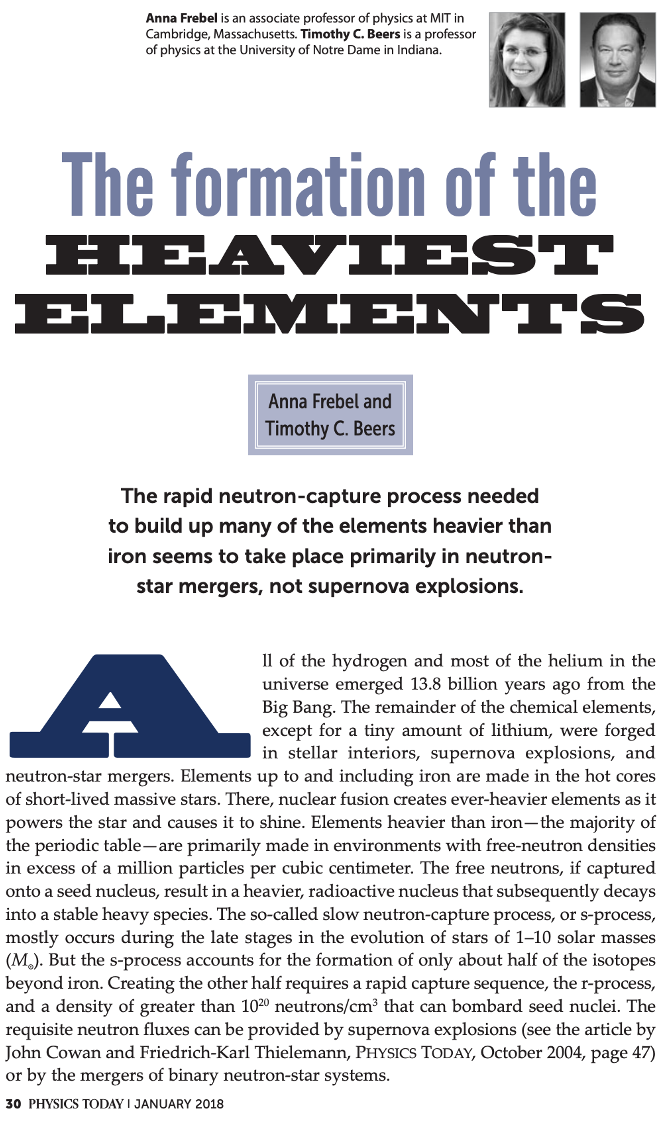 Anna Frebel is an associate professor of physics at MIT in
Cambridge, Massachusetts. Timothy C. Beers is a professor
of physics at the University of Notre Dame in Indiana.
The formation of the
HEAVIEST
ELEMENTS
Anna Frebel and
Timothy C. Beers
The rapid neutron-capture process needed
to build up many of the elements heavier than
iron seems to take place primarily in neutron-
star mergers, not supernova explosions.
All of the hydrogen and most of the helium in the
universe emerged 13.8 billion years ago from the
Big Bang. The remainder of the chemical elements,
except for a tiny amount of lithium, were forged
in stellar interiors, supernova explosions, and
neutron-star mergers. Elements up to and including iron are made in the hot cores
of short-lived massive stars. There, nuclear fusion creates ever-heavier elements as it
powers the star and causes it to shine. Elements heavier than iron—the majority of
the periodic table—are primarily made in environments with free-neutron densities
in excess of a million particles per cubic centimeter. The free neutrons, if captured
onto a seed nucleus, result in a heavier, radioactive nucleus that subsequently decays
into a stable heavy species. The so-called slow neutron-capture process, or s-process,
mostly occurs during the late stages in the evolution of stars of 1–10 solar masses
(M☉). But the s-process accounts for the formation of only about half of the isotopes
beyond iron. Creating the other half requires a rapid capture sequence, the r-process,
and a density of greater than 10²⁰ neutrons/cm³ that can bombard seed nuclei. The
requisite neutron fluxes can be provided by supernova explosions (see the article by
John Cowan and Friedrich-Karl Thielemann, PHYSICS TODAY, October 2004, page 47)
or by the mergers of binary neutron-star systems.
30 PHYSICS TODAY | JANUARY 2018